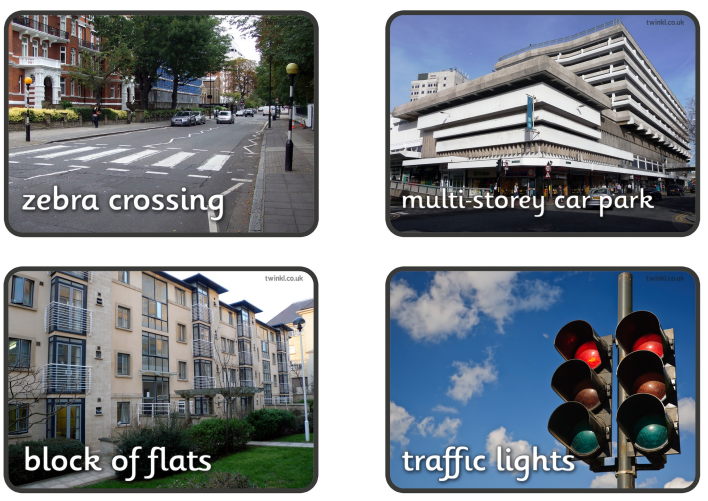 zebra crossing
twinkl.co.uk
multi-storey car park
twinkl.co.uk
block of flats
twinkl.co.uk
traffic lights